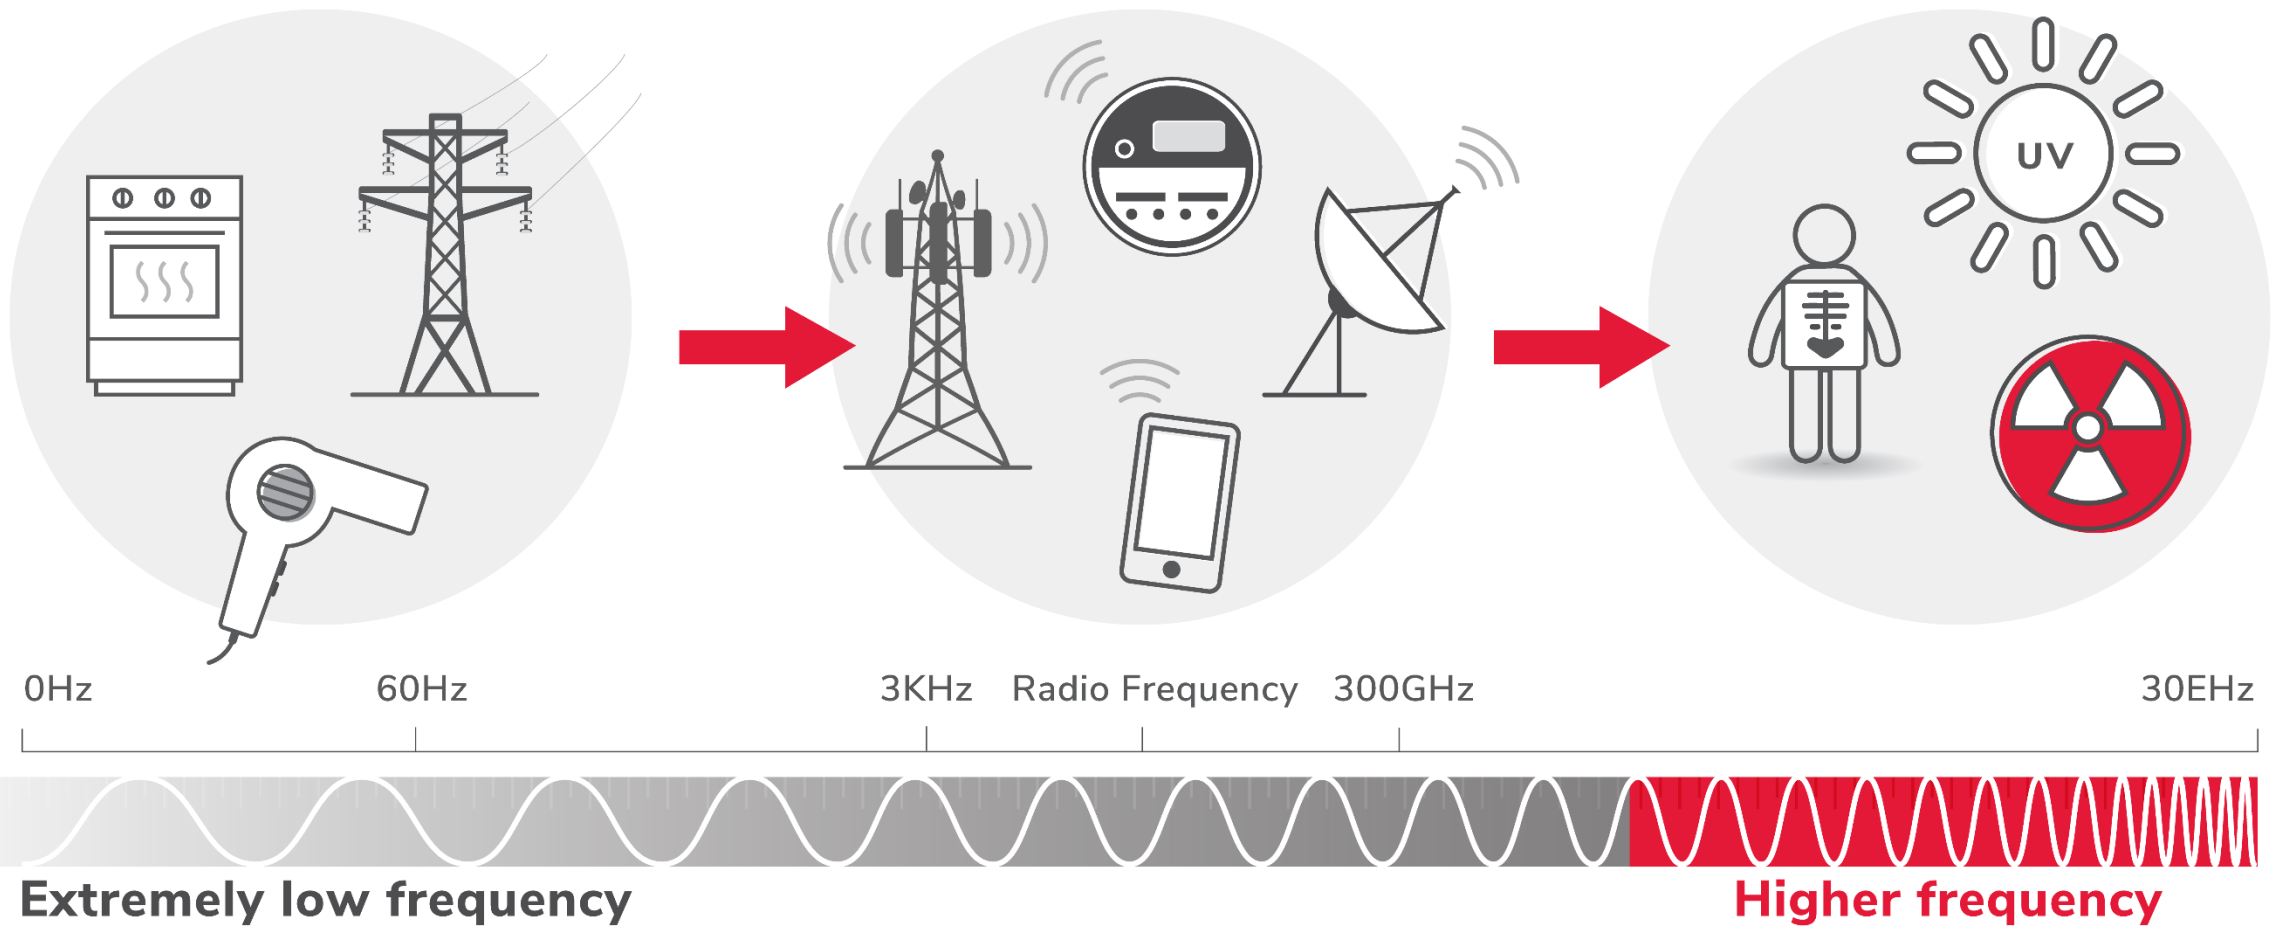 UV
0Hz
60Hz
3KHz
Radio Frequency
300GHz
30EHz
Extremely low frequency
Higher frequency